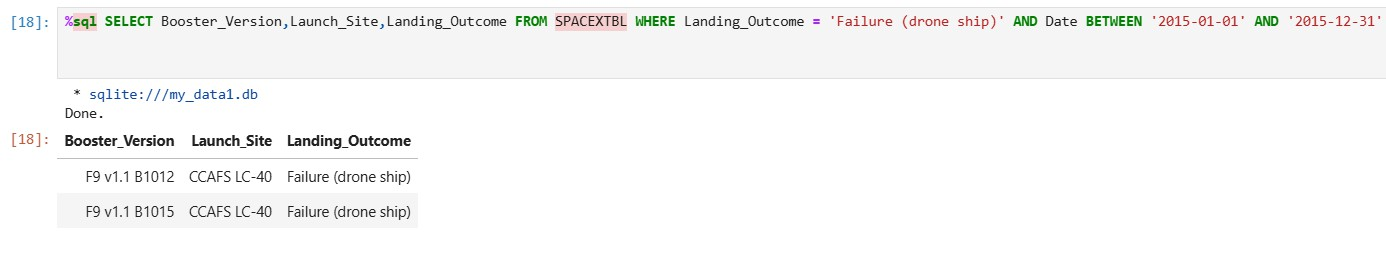 [18]: %sql SELECT Booster_Version,Launch_Site,Landing_Outcome FROM SPACEXTBL WHERE Landing_Outcome = 'Failure (drone ship)' AND Date BETWEEN '2015-01-01' AND '2015-12-31'
* sqlite:///my_data1.db
Done.
[18]: Booster_Version Launch_Site Landing_Outcome
F9 v1.1 B1012 CCAFS LC-40 Failure (drone ship)
F9 v1.1 B1015 CCAFS LC-40 Failure (drone ship)